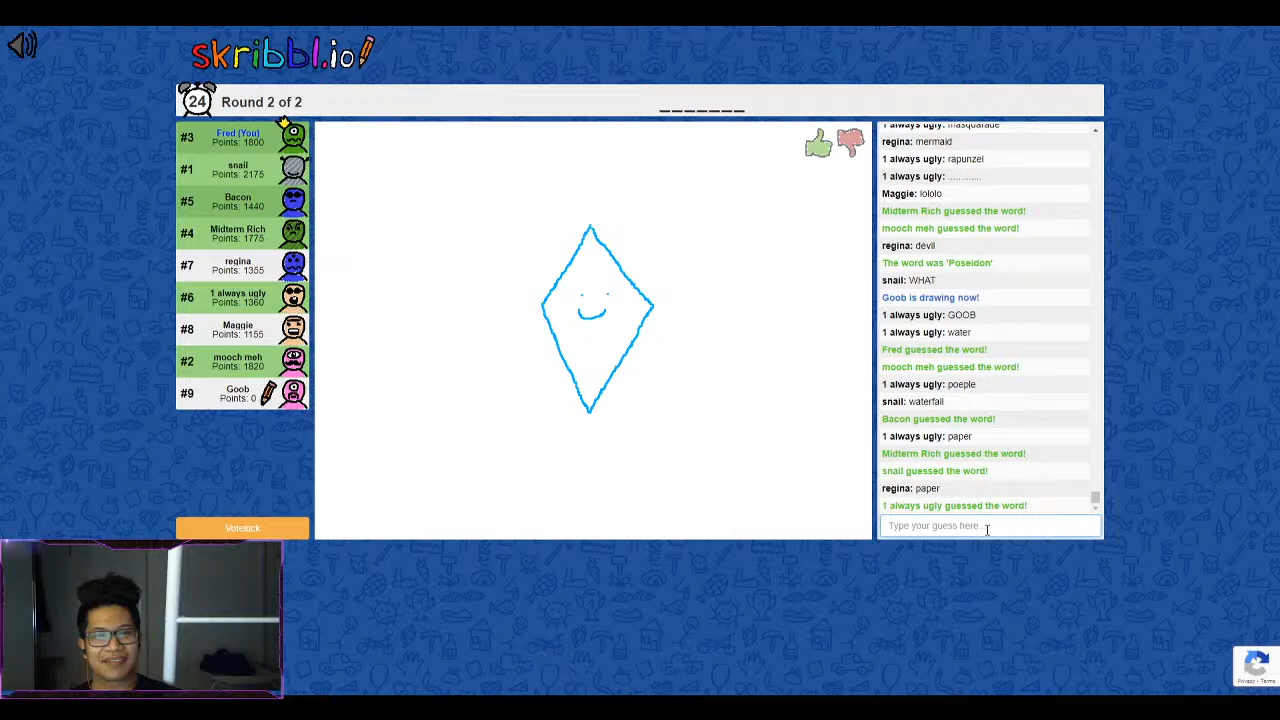 skribbl.io
24
Round 2 of 2
_______
#3
Fred (You)
Points: 1800
#1
snail
Points: 2175
#5
Bacon
Points: 1440
#4
Midterm Rich
Points: 1775
#7
regina
Points: 1355
#6
1 always ugly
Points: 1360
#8
Maggie
Points: 1155
#2
mooch meh
Points: 1820
#9
Goob
Points: 0
Votekick
1 always ugly: masquarade
regina: mermaid
1 always ugly: rapunzel
1 always ugly: .............
Maggie: lololo
Midterm Rich guessed the word!
mooch meh guessed the word!
regina: devil
The word was 'Poseidon'
snail: WHAT
Goob is drawing now!
1 always ugly: GOOB
1 always ugly: water
Fred guessed the word!
mooch meh guessed the word!
1 always ugly: poeple
snail: waterfall
Bacon guessed the word!
1 always ugly: paper
Midterm Rich guessed the word!
snail guessed the word!
regina: paper
1 always ugly guessed the word!
Type your guess here...
Privacy - Terms